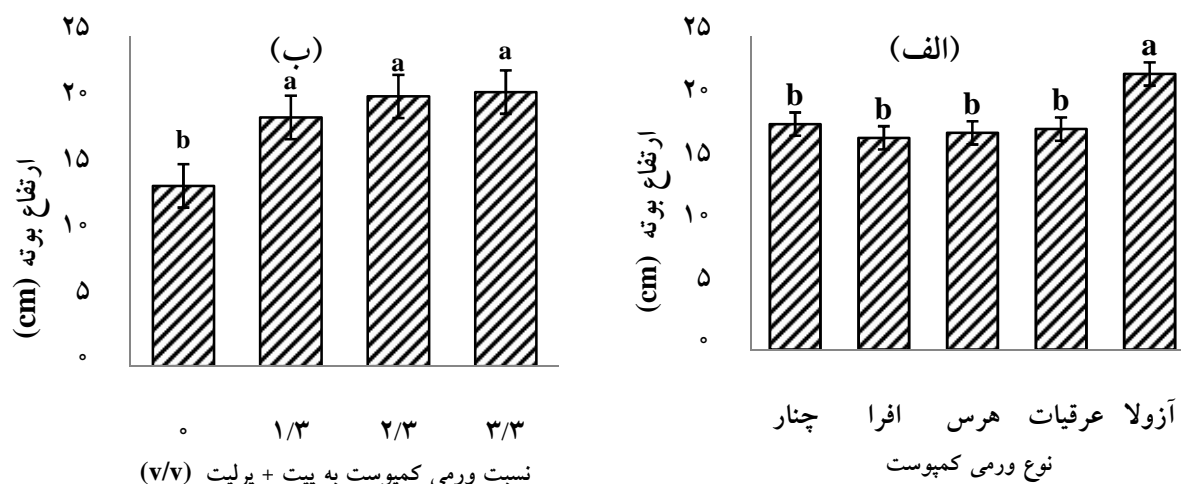 (الف)
ارتفاع بوته (cm)
۲۵
۲۰
۱۵
۱۰
۵
۰
b
b
b
b
a
چنار
افرا
هرس
عرقیات
آزولا
نوع ورمی کمپوست
(ب)
ارتفاع بوته (cm)
۲۵
۲۰
۱۵
۱۰
۵
۰
b
a
a
a
۰
۱/۳
۲/۳
۳/۳
نسبت ورمی کمپوست به پیت + پرلیت (v/v)